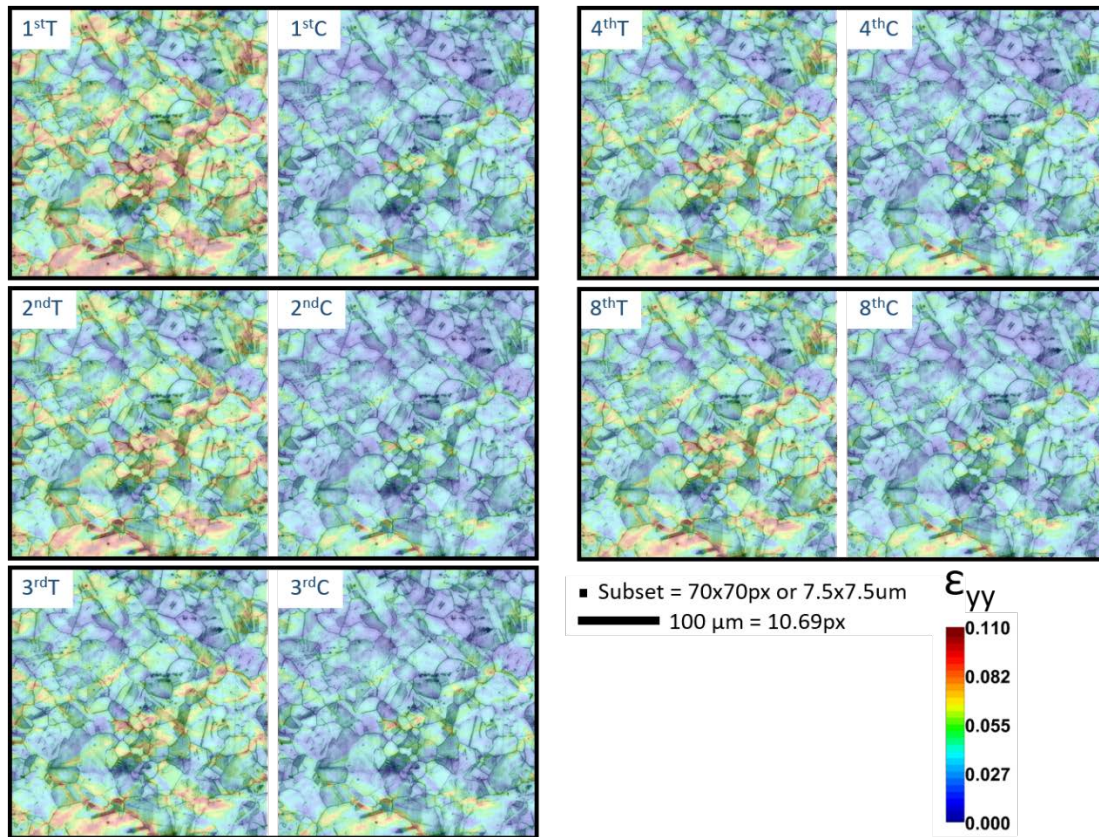 1stT
1stC
2ndT
2ndC
3rdT
3rdC
4thT
4thC
8thT
8thC
Subset = 70x70px or 7.5x7.5um
100 μm = 10.69px
εyy
0.110
0.082
0.055
0.027
0.000